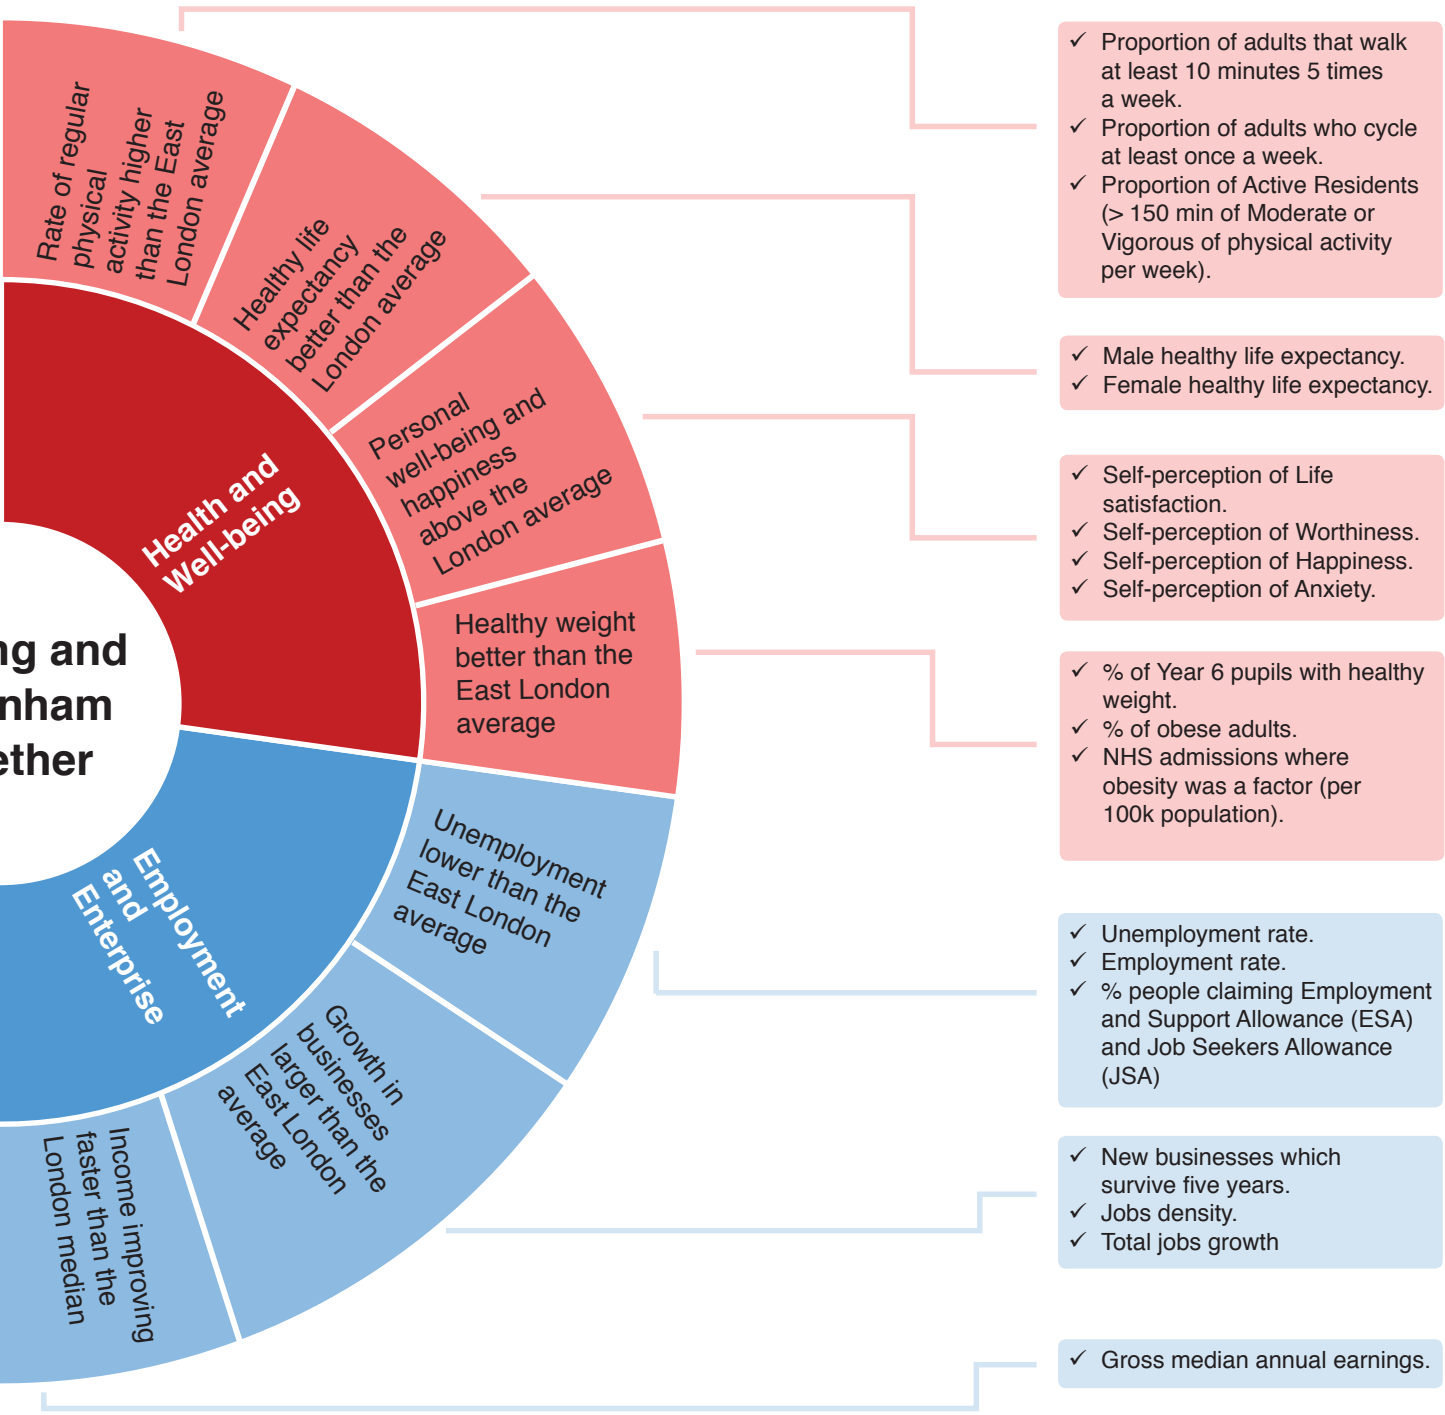 Rate of regular
physical
activity higher
than the East
London average
Healthy life
expectancy
better than the
London average
Personal
well-being and
happiness
above the
London average
Healthy weight
better than the
East London
average
Health and
Well-being
ng and
nham
ether
Employment
and
Enterprise
Unemployment
lower than the
East London
average
Growth in
businesses
larger than the
East London
average
Income improving
faster than the
London median
✓ Proportion of adults that walk
at least 10 minutes 5 times
a week.
✓ Proportion of adults who cycle
at least once a week.
✓ Proportion of Active Residents
(> 150 min of Moderate or
Vigorous of physical activity
per week).
✓ Male healthy life expectancy.
✓ Female healthy life expectancy.
✓ Self-perception of Life
satisfaction.
✓ Self-perception of Worthiness.
✓ Self-perception of Happiness.
✓ Self-perception of Anxiety.
✓ % of Year 6 pupils with healthy
weight.
✓ % of obese adults.
✓ NHS admissions where
obesity was a factor (per
100k population).
✓ Unemployment rate.
✓ Employment rate.
✓ % people claiming Employment
and Support Allowance (ESA)
and Job Seekers Allowance
(JSA)
✓ New businesses which
survive five years.
✓ Jobs density.
✓ Total jobs growth
✓ Gross median annual earnings.